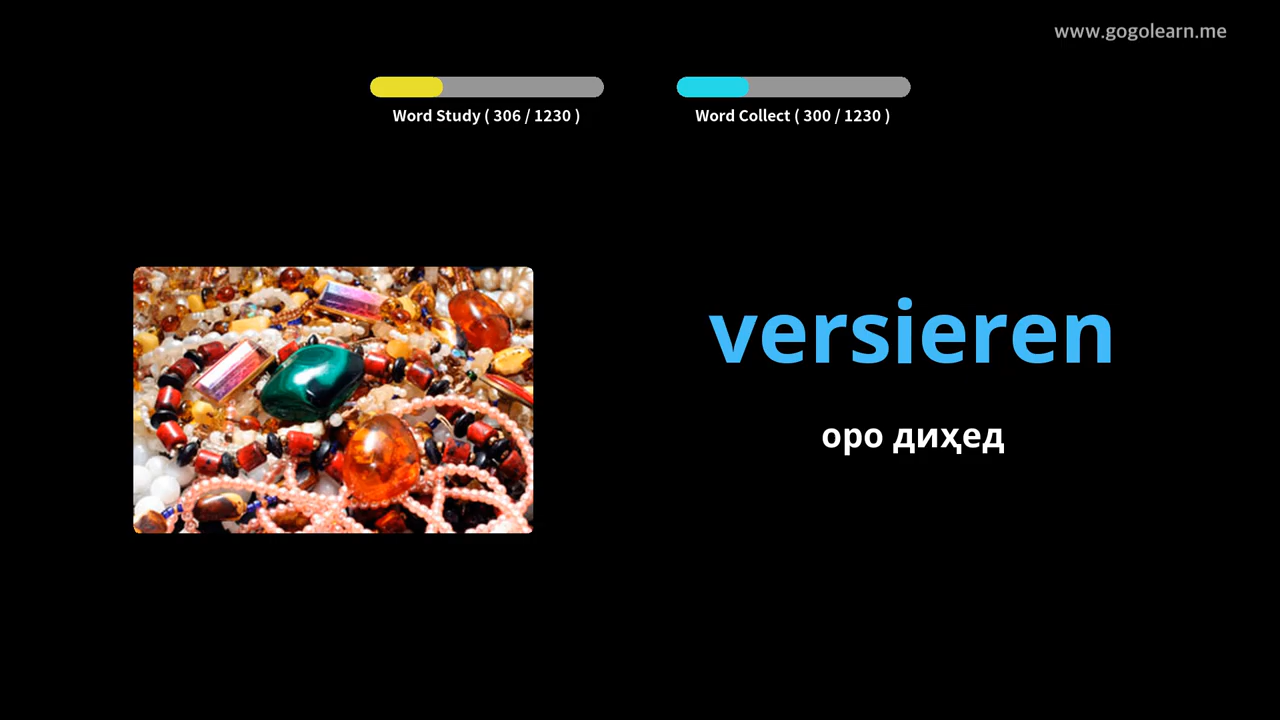 www.gogolearn.me
Word Study ( 306 / 1230 )
Word Collect ( 300 / 1230 )
versieren
оро диҳед